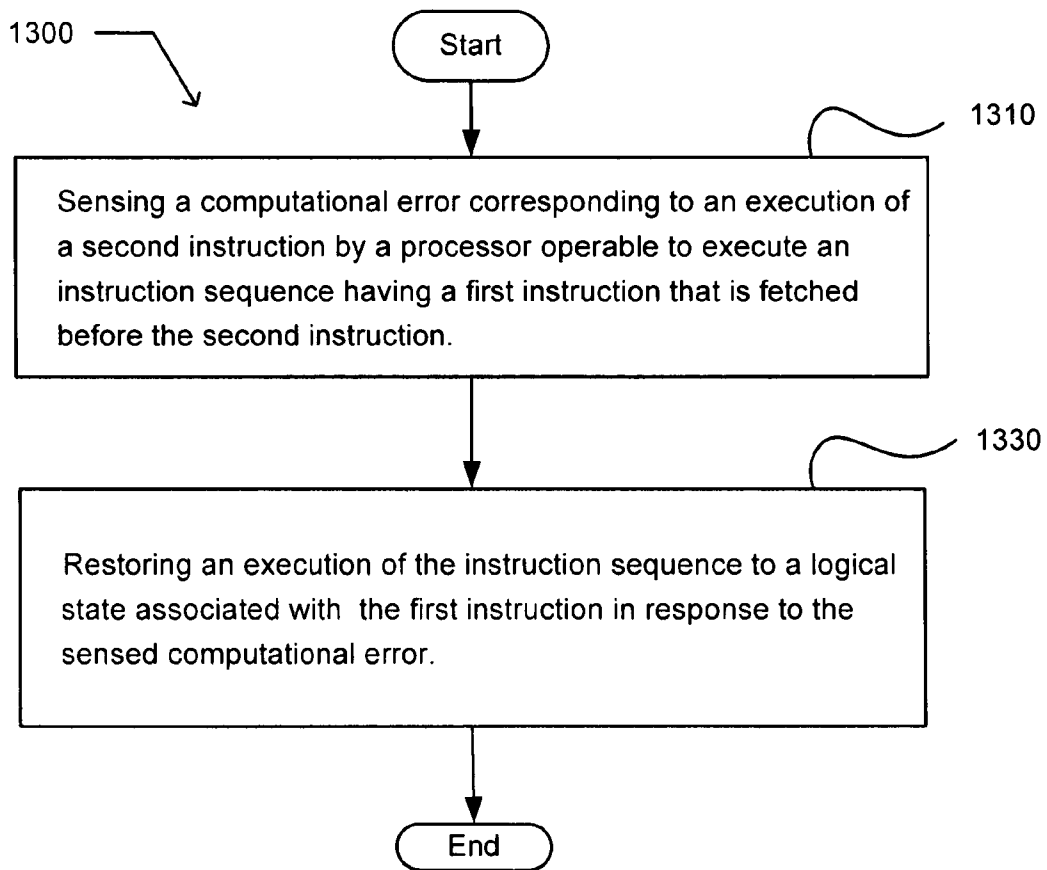 1300
Start
1310
Sensing a computational error corresponding to an execution of
a second instruction by a processor operable to execute an
instruction sequence having a first instruction that is fetched
before the second instruction.
1330
Restoring an execution of the instruction sequence to a logical
state associated with the first instruction in response to the
sensed computational error.
End